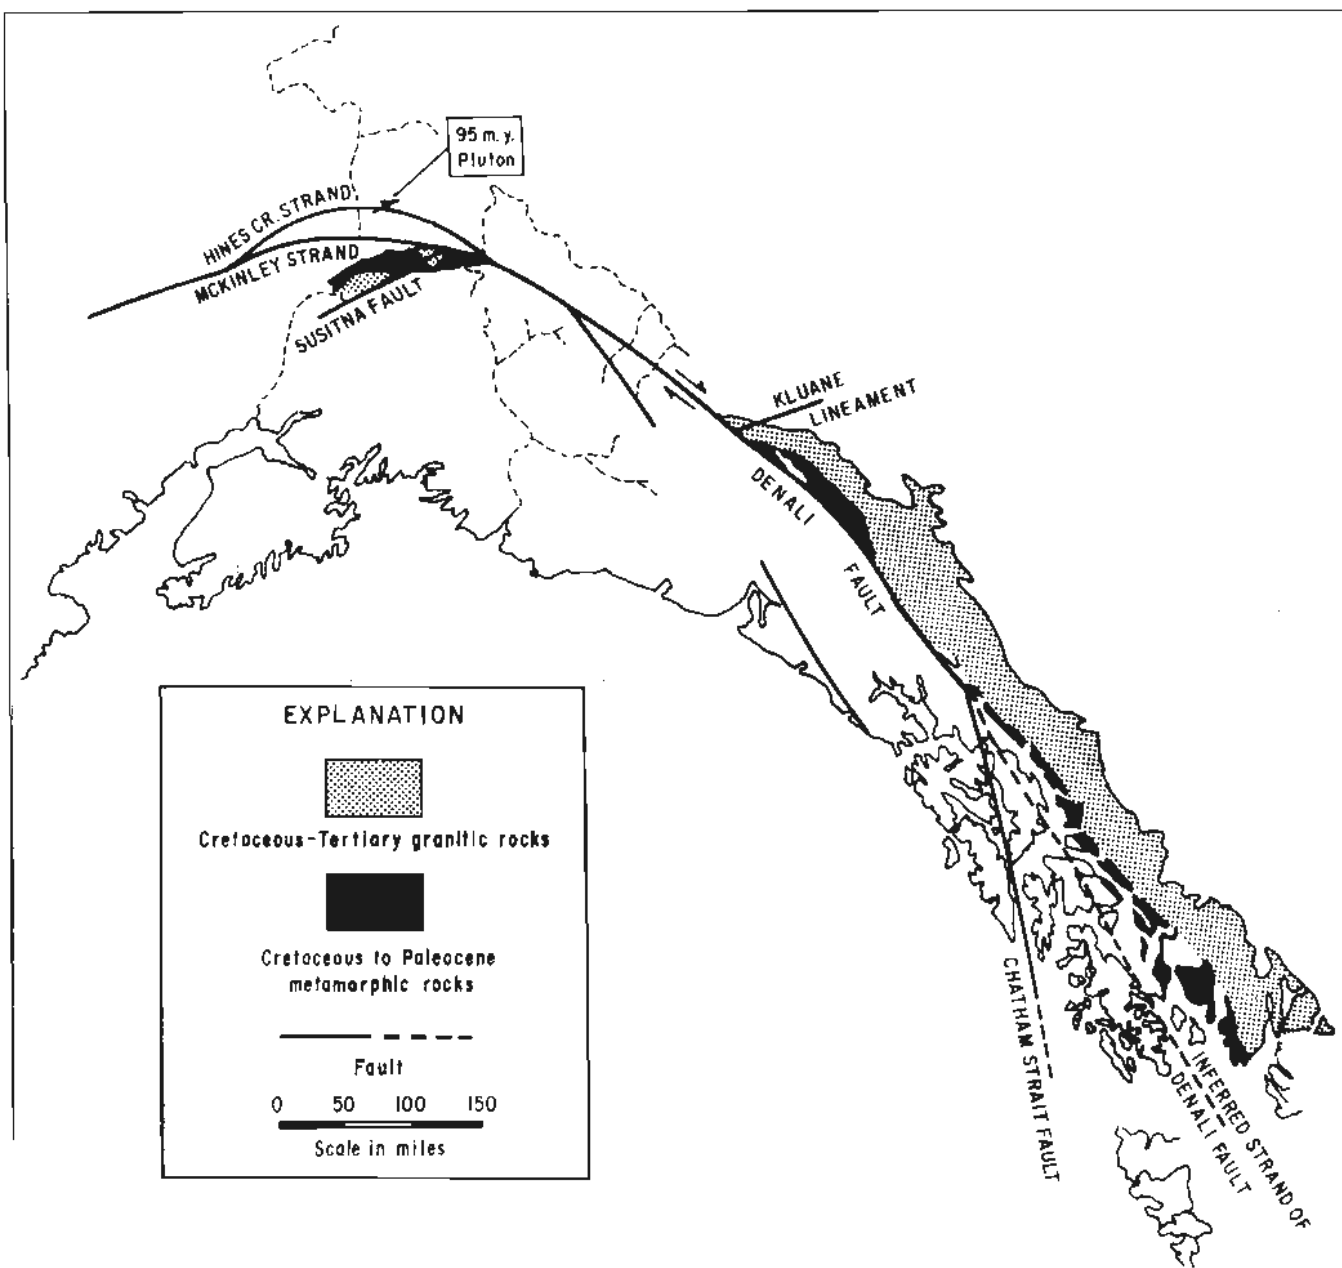 95 m. y.
Pluton
HINES CR. STRAND
MCKINLEY STRAND
SUSITNA FAULT
KLUANE
LINEAMENT
DENALI
FAULT
EXPLANATION
Cretaceous-Tertiary granitic rocks
Cretaceous to Paleocene
metamorphic rocks
Fault
0 50 100 150
Scale in miles
CHATHAM STRAIT FAULT
INFERRED STRAND OF
DENALI FAULT